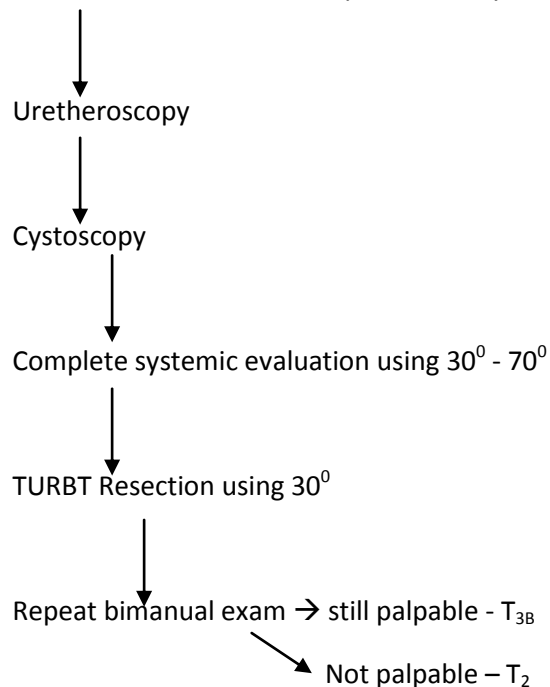 Uretheroscopy
Cystoscopy
Complete systemic evaluation using 30⁰ - 70⁰
TURBT Resection using 30⁰
Repeat bimanual exam → still palpable - T₃B
Not palpable – T₂